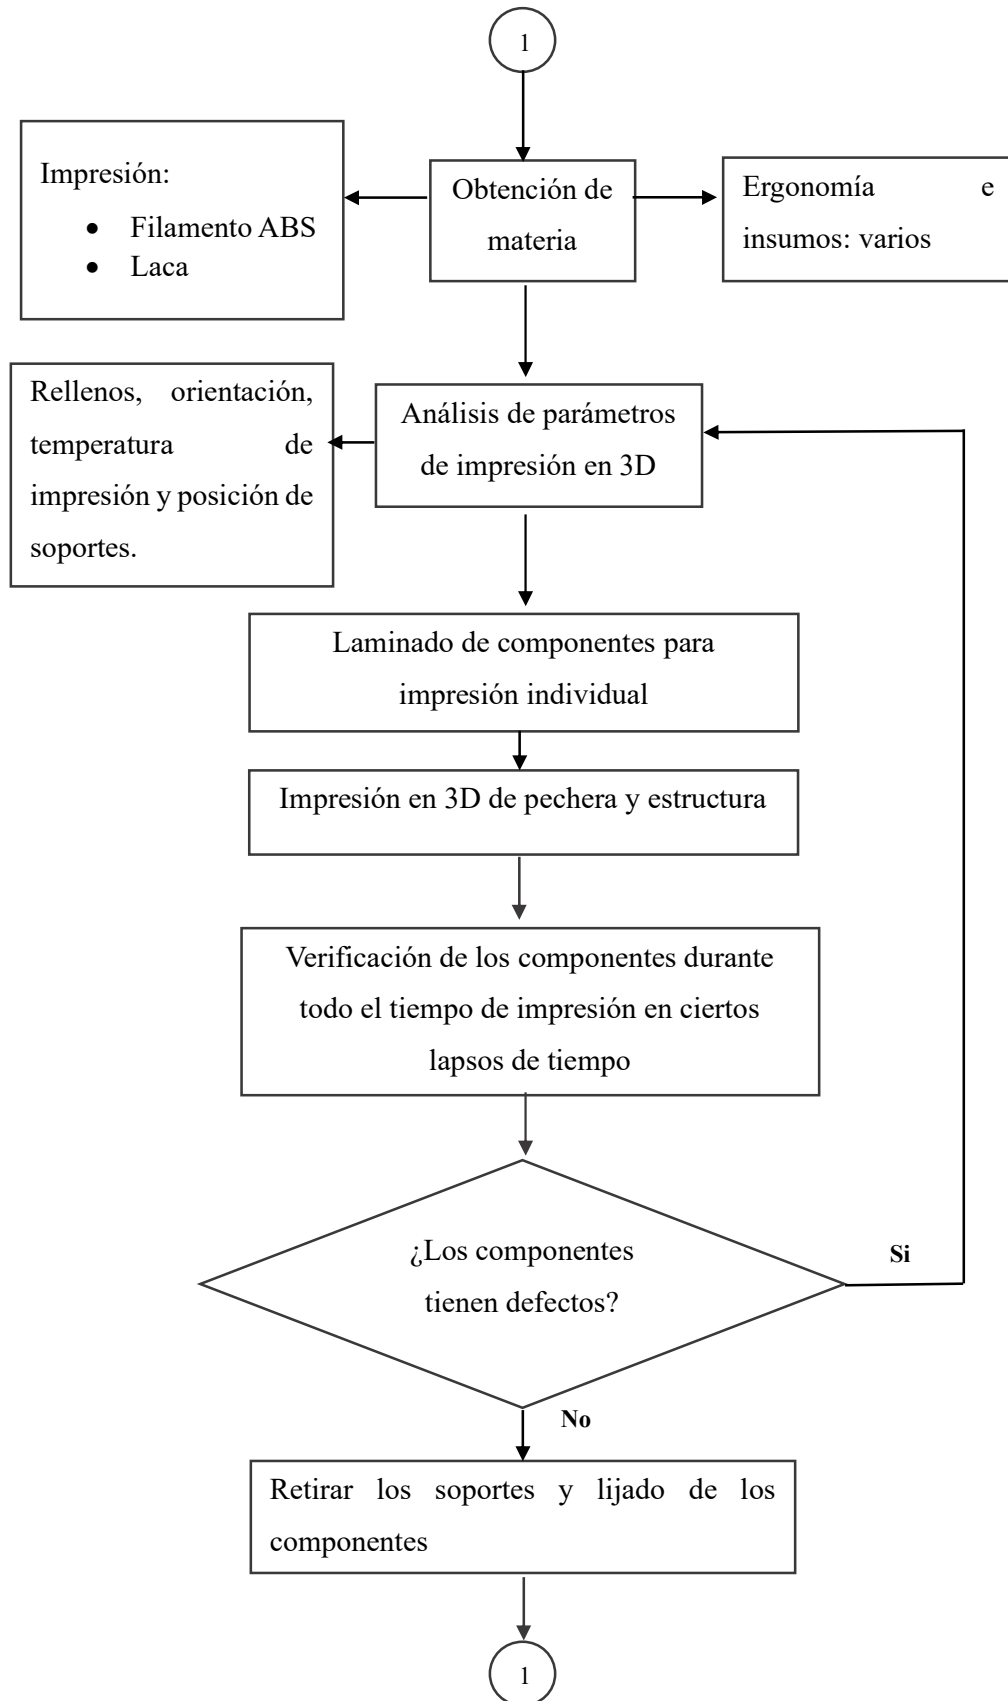 1
Impresión:
• Filamento ABS
• Laca
Obtención de
materia
Ergonomía e
insumos: varios
Rellenos, orientación,
temperatura de
impresión y posición de
soportes.
Análisis de parámetros
de impresión en 3D
Laminado de componentes para
impresión individual
Impresión en 3D de pechera y estructura
Verificación de los componentes durante
todo el tiempo de impresión en ciertos
lapsos de tiempo
¿Los componentes
tienen defectos?
Si
No
Retirar los soportes y lijado de los
componentes
1